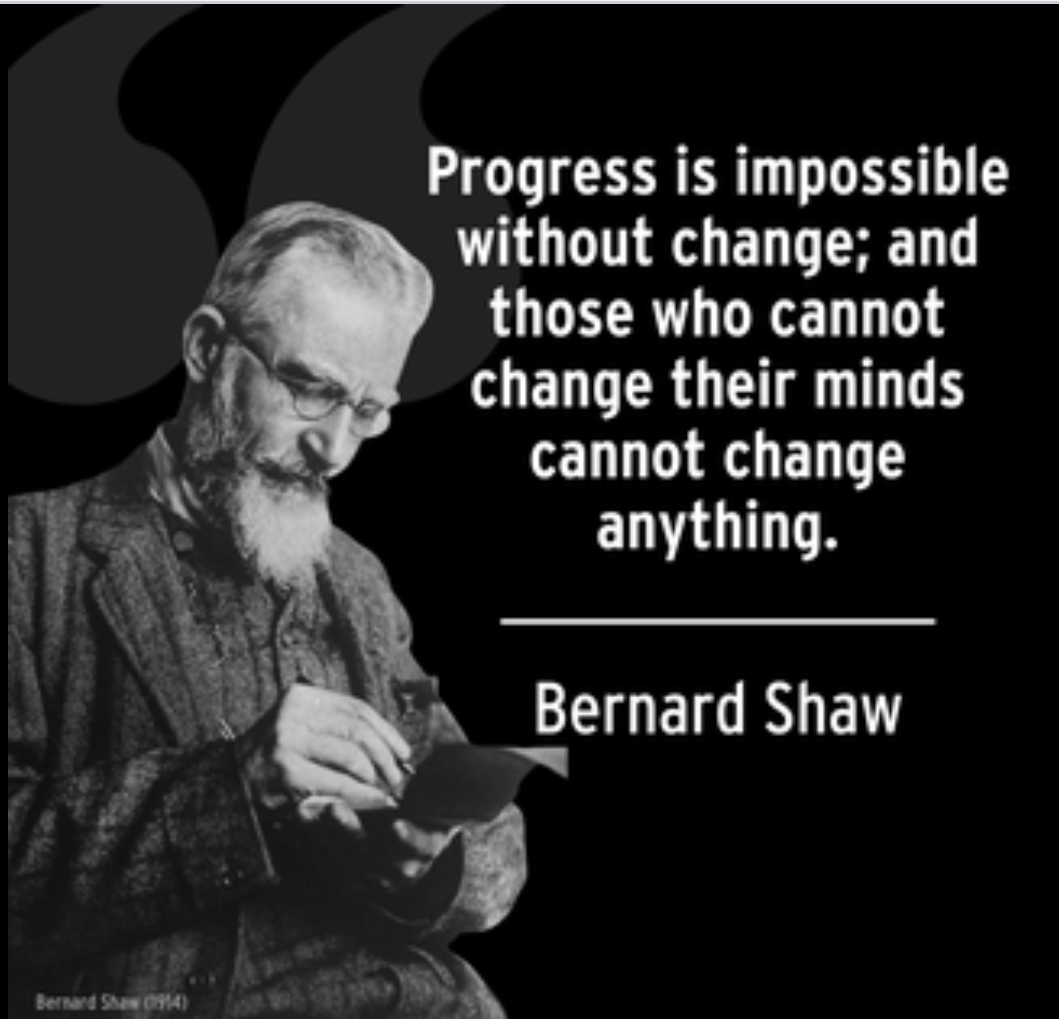 Progress is impossible
without change; and
those who cannot
change their minds
cannot change
anything.
Bernard Shaw
Bernard Shaw (1914)